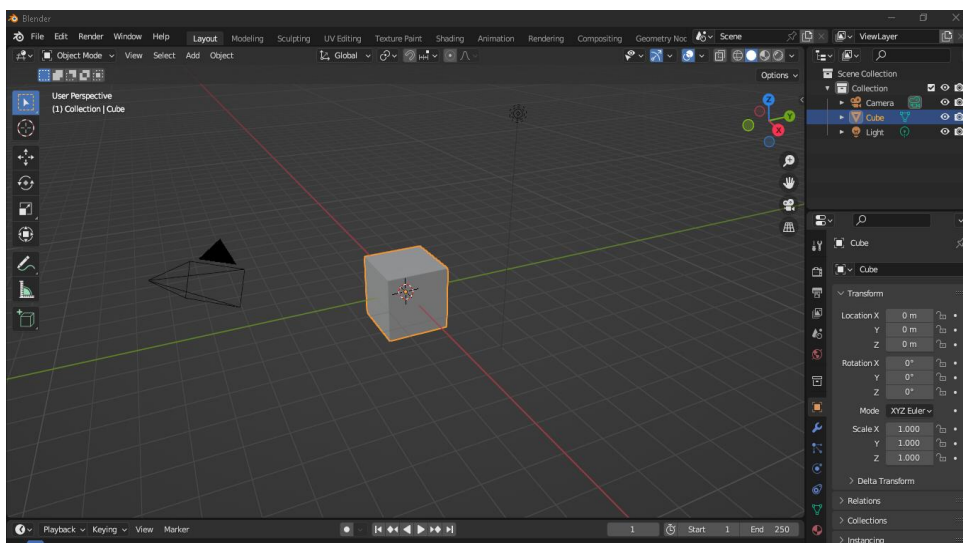 Blender
File Edit Render Window Help Layout Modeling Sculpting UV Editing Texture Paint Shading Animation Rendering Compositing Geometry Noc Scene ViewLayer
Object Mode View Select Add Object Global
Options
User Perspective
(1) Collection | Cube
Z
Y
X
Scene Collection
Collection
Camera
Cube
Light
Cube
Cube
Transform
Location X 0 m
Y 0 m
Z 0 m
Rotation X 0°
Y 0°
Z 0°
Mode XYZ Euler
Scale X 1.000
Y 1.000
Z 1.000
Delta Transform
Relations
Collections
Instancing
Playback Keying View Marker 1 Start 1 End 250